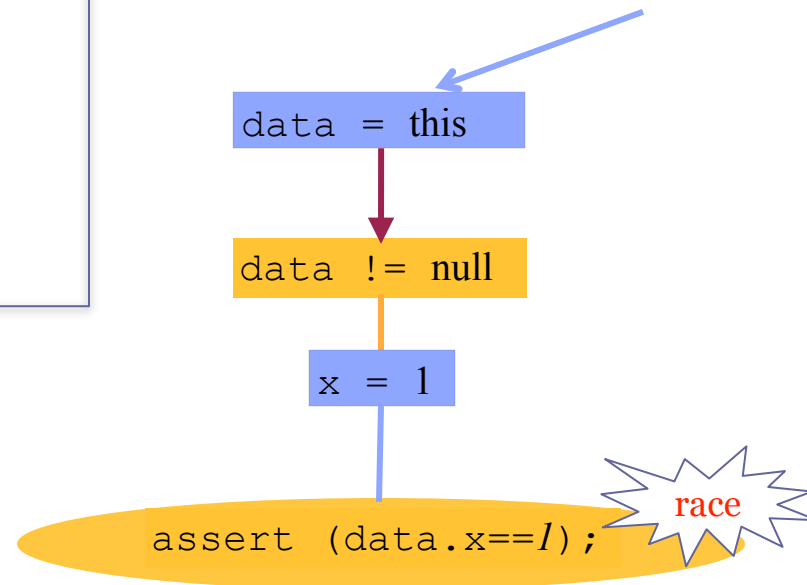 data = this
data != null
x = 1
race
assert (data.x==1);